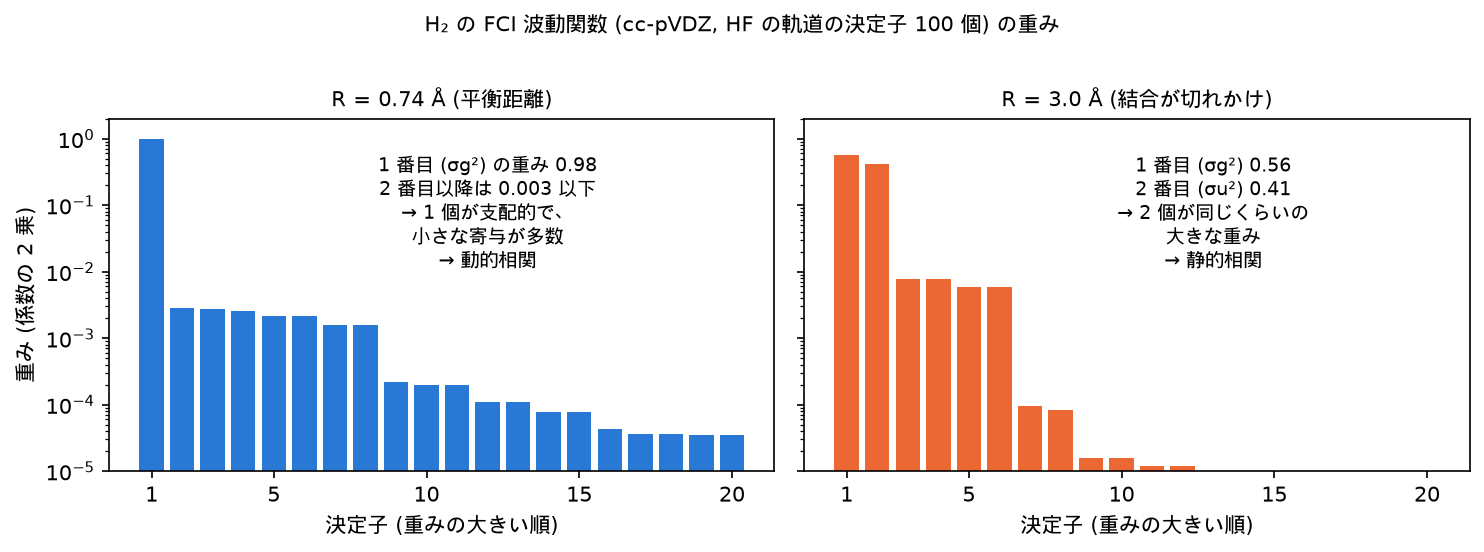 H₂ の FCI 波動関数 (cc-pVDZ, HF の軌道の決定子 100 個) の重み
R = 0.74 Å (平衡距離)
重み (係数の 2 乗)
10⁰
10⁻¹
10⁻²
10⁻³
10⁻⁴
10⁻⁵
1 番目 (σg²) の重み 0.98
2 番目以降は 0.003 以下
→ 1 個が支配的で、
小さな寄与が多数
→ 動的相関
1 5 10 15 20
決定子 (重みの大きい順)
R = 3.0 Å (結合が切れかけ)
1 番目 (σg²) 0.56
2 番目 (σu²) 0.41
→ 2 個が同じくらいの
大きな重み
→ 静的相関
1 5 10 15 20
決定子 (重みの大きい順)